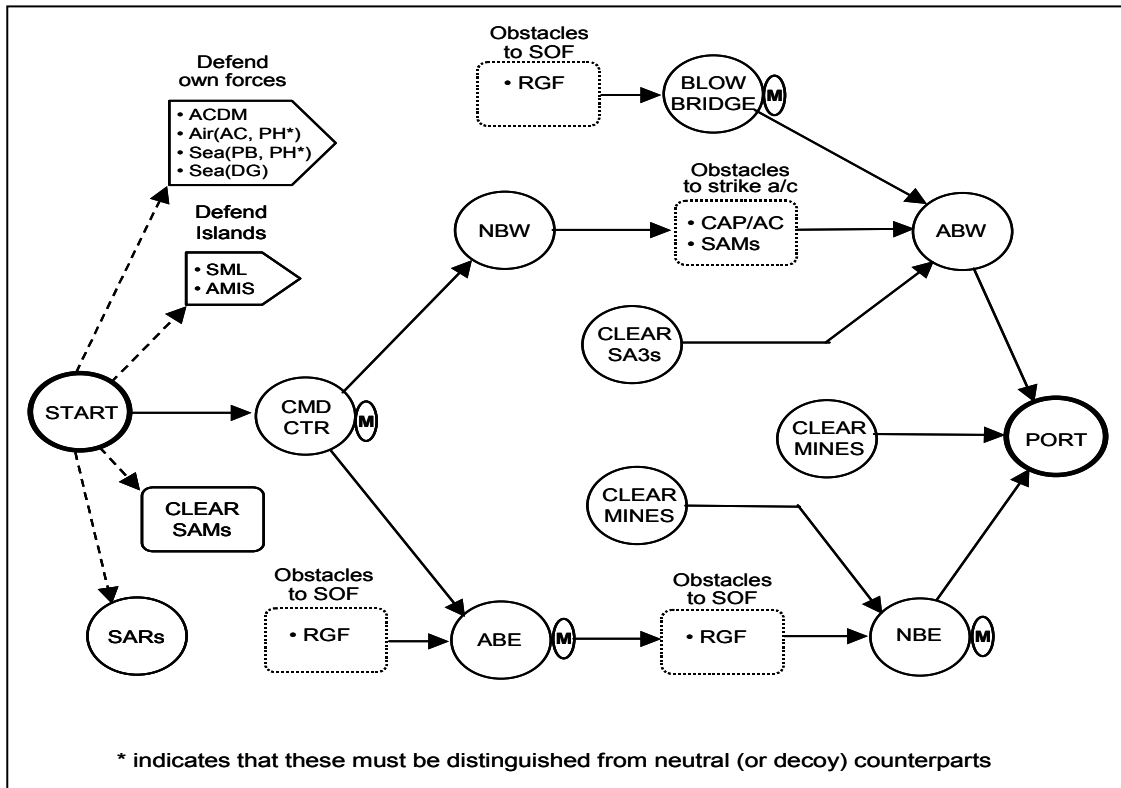 Defend
own forces
• ACDM
• Air(AC, PH*)
• Sea(PB, PH*)
• Sea(DG)
Defend
Islands
• SML
• AMIS
START
CLEAR
SAMs
SARs
CMD
CTR
M
Obstacles
to SOF
• RGF
BLOW
BRIDGE
M
NBW
Obstacles
to strike a/c
• CAP/AC
• SAMs
ABW
CLEAR
SA3s
CLEAR
MINES
PORT
CLEAR
MINES
Obstacles
to SOF
• RGF
ABE
M
Obstacles
to SOF
• RGF
NBE
M
* indicates that these must be distinguished from neutral (or decoy) counterparts